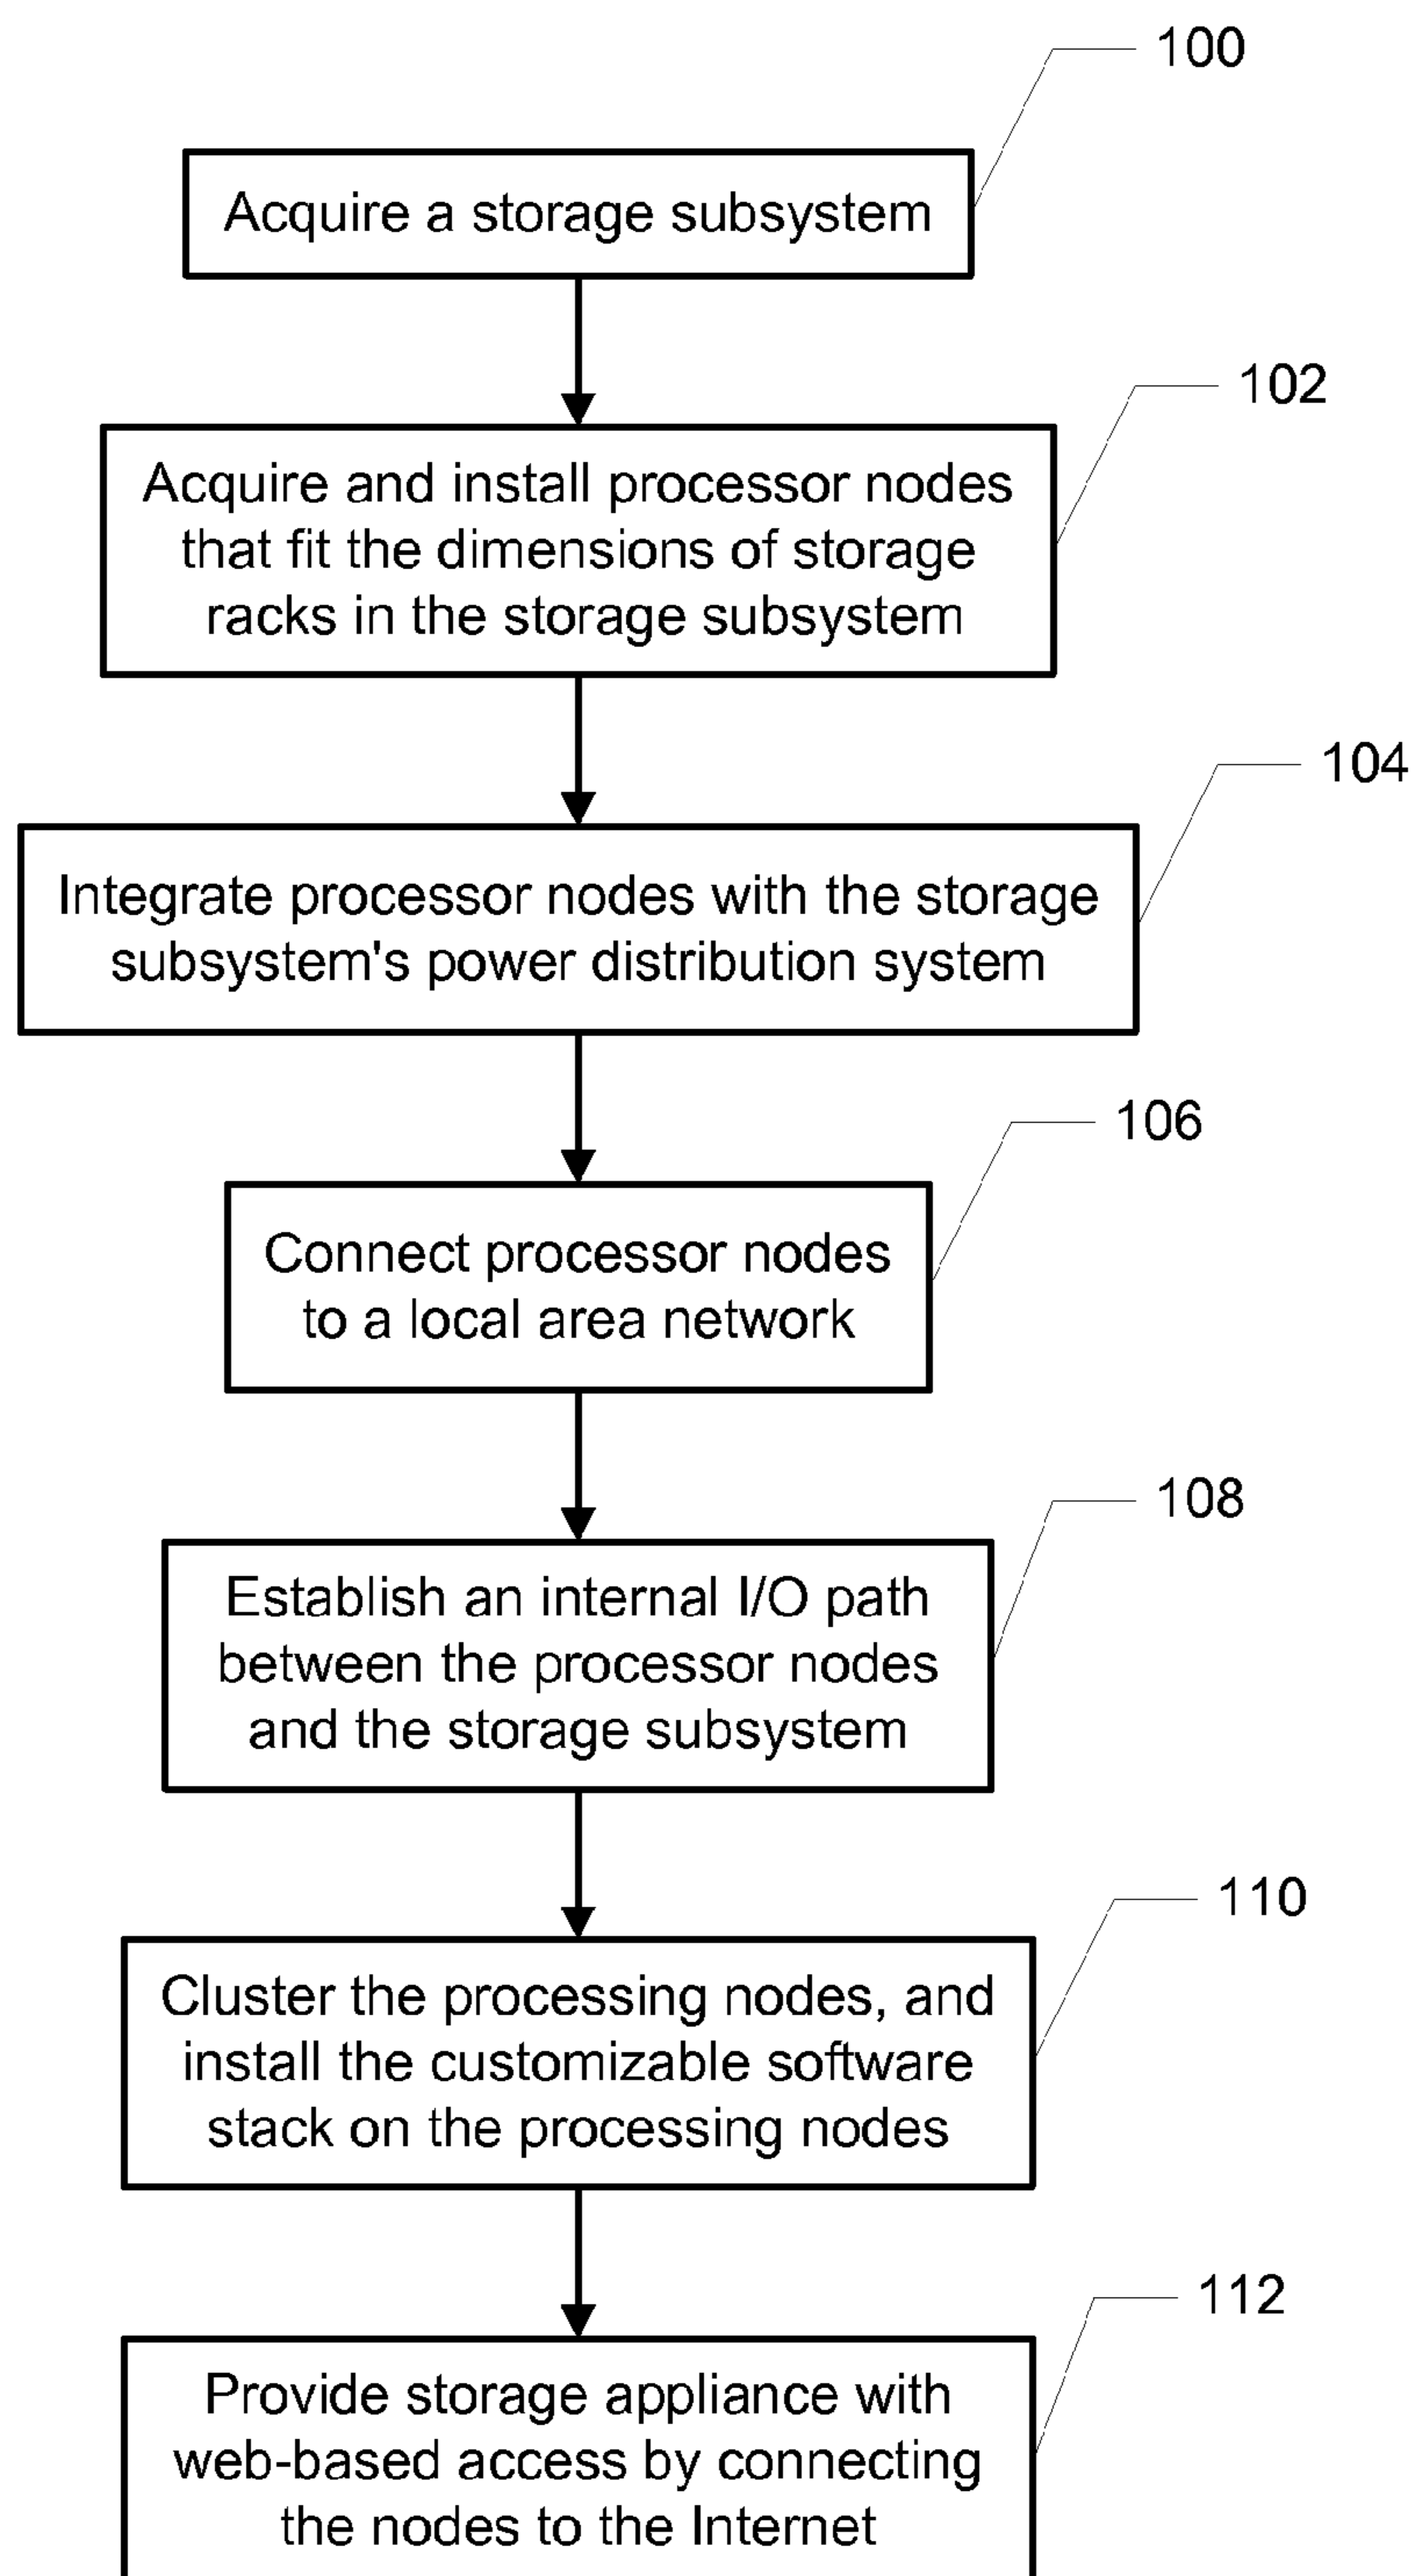 100
Acquire a storage subsystem
102
Acquire and install processor nodes
that fit the dimensions of storage
racks in the storage subsystem
104
Integrate processor nodes with the storage
subsystem's power distribution system
106
Connect processor nodes
to a local area network
108
Establish an internal I/O path
between the processor nodes
and the storage subsystem
110
Cluster the processing nodes, and
install the customizable software
stack on the processing nodes
112
Provide storage appliance with
web-based access by connecting
the nodes to the Internet